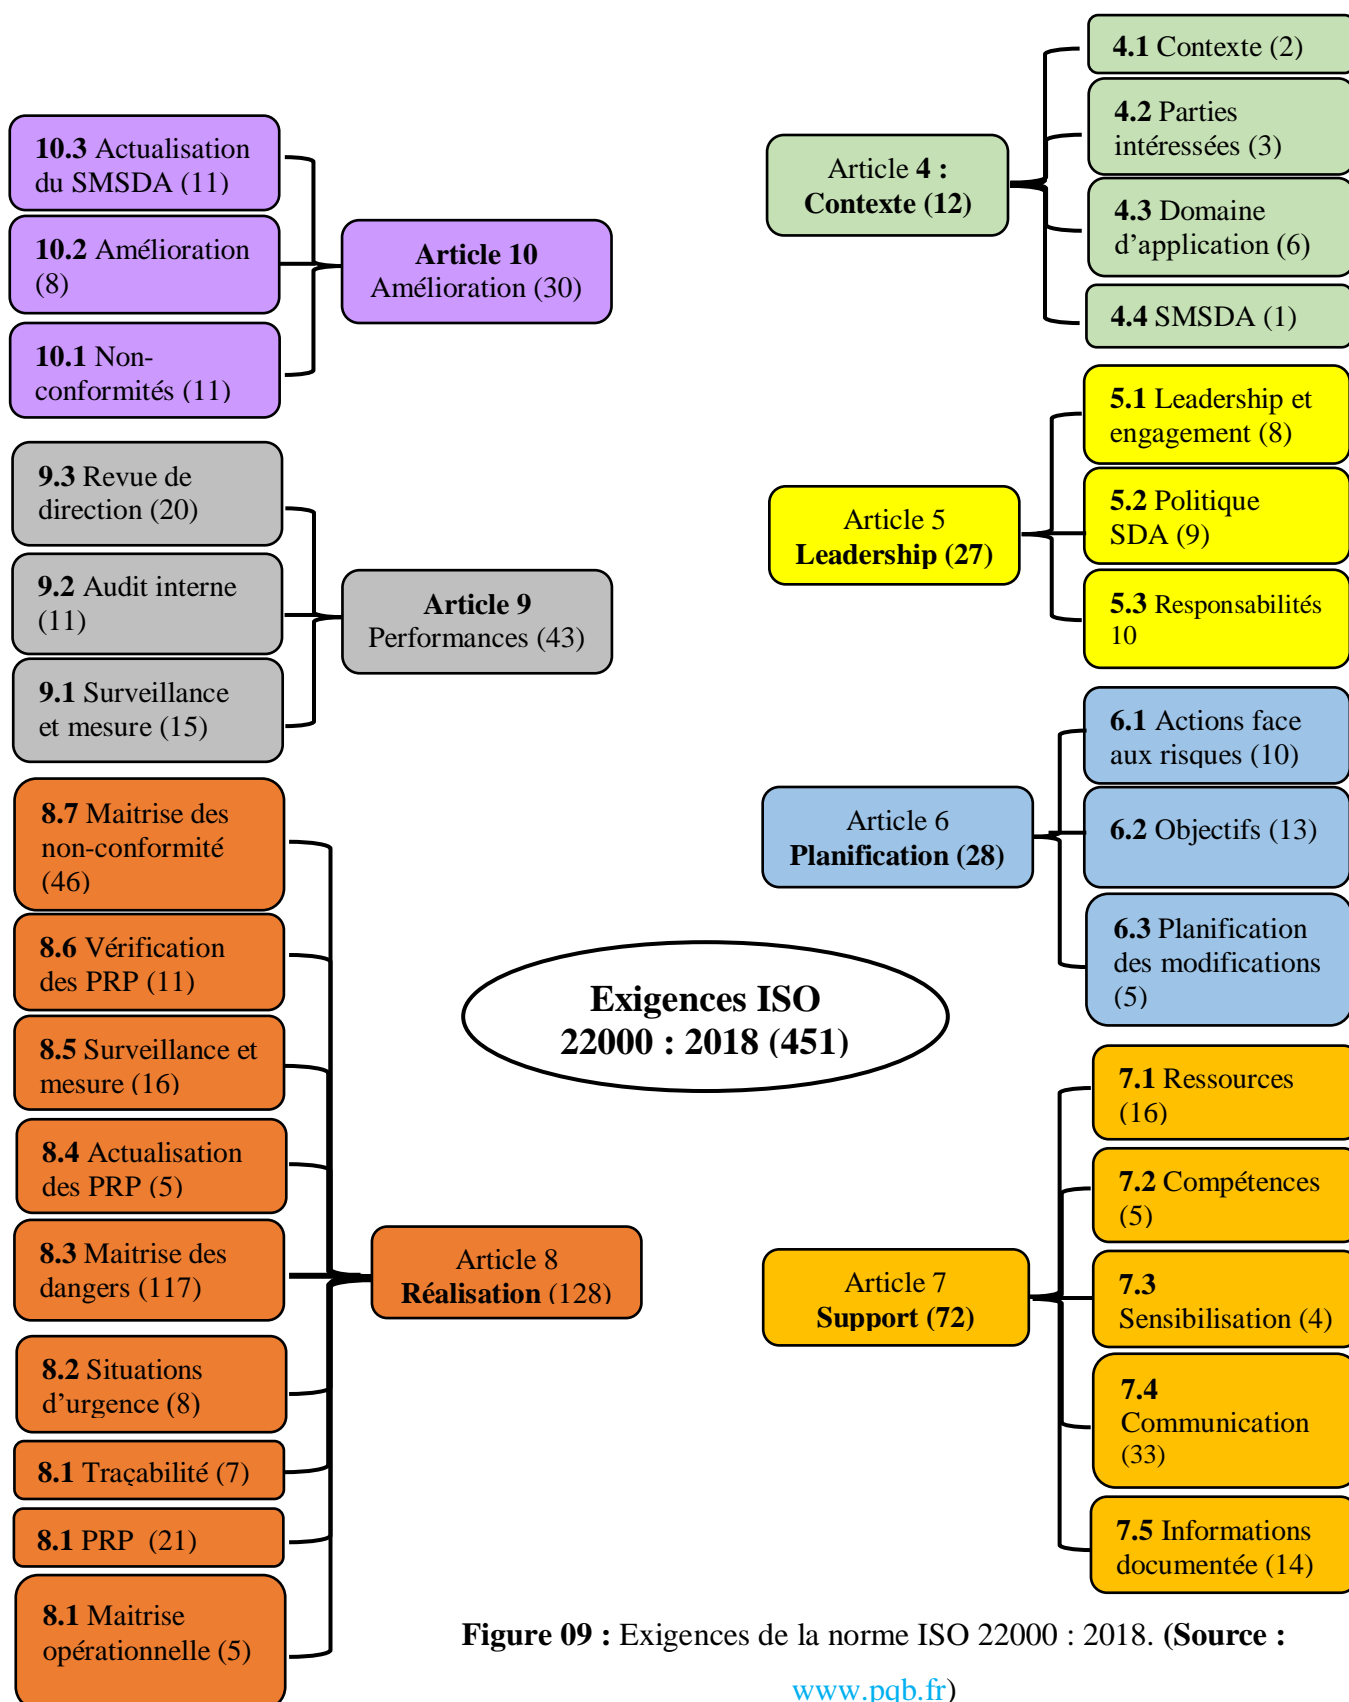 4.1 Contexte (2)
4.2 Parties
intéressées (3)
Article 4 :
Contexte (12)
4.3 Domaine
d’application (6)
4.4 SMSDA (1)
10.3 Actualisation
du SMSDA (11)
10.2 Amélioration
(8)
Article 10
Amélioration (30)
10.1 Non-
conformités (11)
5.1 Leadership et
engagement (8)
Article 5
Leadership (27)
5.2 Politique
SDA (9)
5.3 Responsabilités
10
9.3 Revue de
direction (20)
9.2 Audit interne
(11)
Article 9
Performances (43)
9.1 Surveillance
et mesure (15)
6.1 Actions face
aux risques (10)
Article 6
Planification (28)
6.2 Objectifs (13)
6.3 Planification
des modifications
(5)
8.7 Maitrise des
non-conformité
(46)
8.6 Vérification
des PRP (11)
Exigences ISO
22000 : 2018 (451)
8.5 Surveillance et
mesure (16)
8.4 Actualisation
des PRP (5)
8.3 Maitrise des
dangers (117)
Article 8
Réalisation (128)
8.2 Situations
d’urgence (8)
8.1 Traçabilité (7)
8.1 PRP (21)
8.1 Maitrise
opérationnelle (5)
7.1 Ressources
(16)
7.2 Compétences
(5)
Article 7
Support (72)
7.3
Sensibilisation (4)
7.4
Communication
(33)
7.5 Informations
documentée (14)
Figure 09 : Exigences de la norme ISO 22000 : 2018. (Source :
www.pqb.fr)